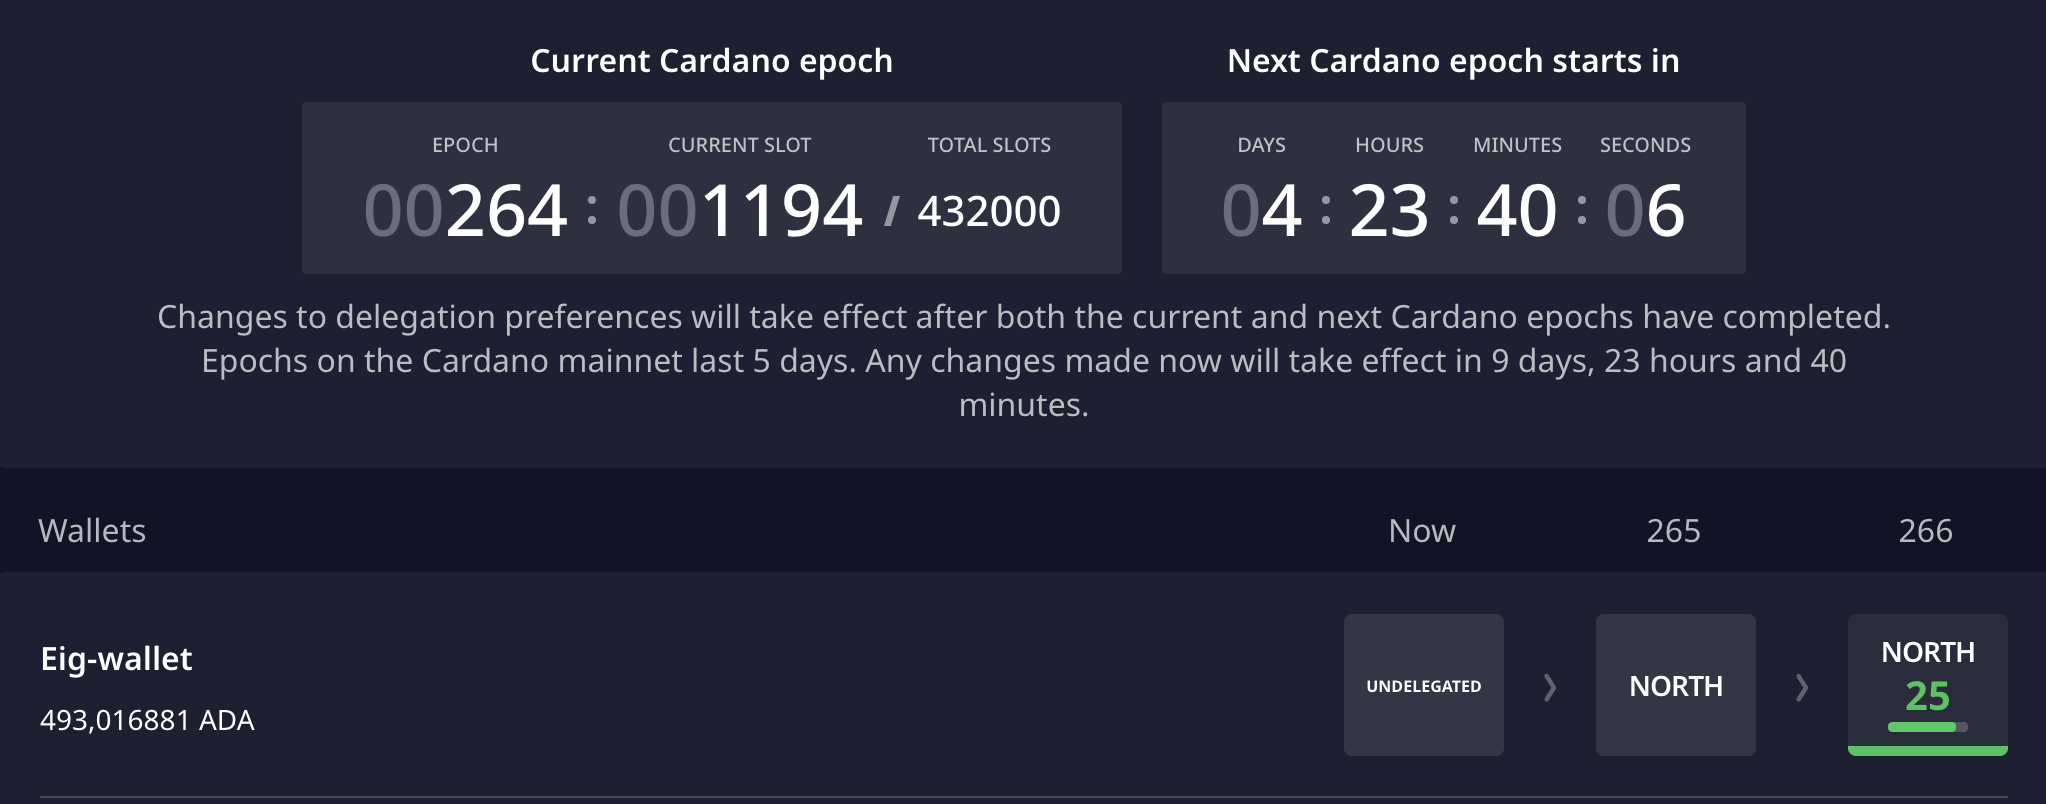 Current Cardano epoch
Next Cardano epoch starts in
EPOCH CURRENT SLOT TOTAL SLOTS
DAYS HOURS MINUTES SECONDS
00264 : 001194 / 432000
04 : 23 : 40 : 06
Changes to delegation preferences will take effect after both the current and next Cardano epochs have completed.
Epochs on the Cardano mainnet last 5 days. Any changes made now will take effect in 9 days, 23 hours and 40
minutes.
Wallets Now 265 266
Eig-wallet
493,016881 ADA
UNDELEGATED
NORTH
NORTH
25